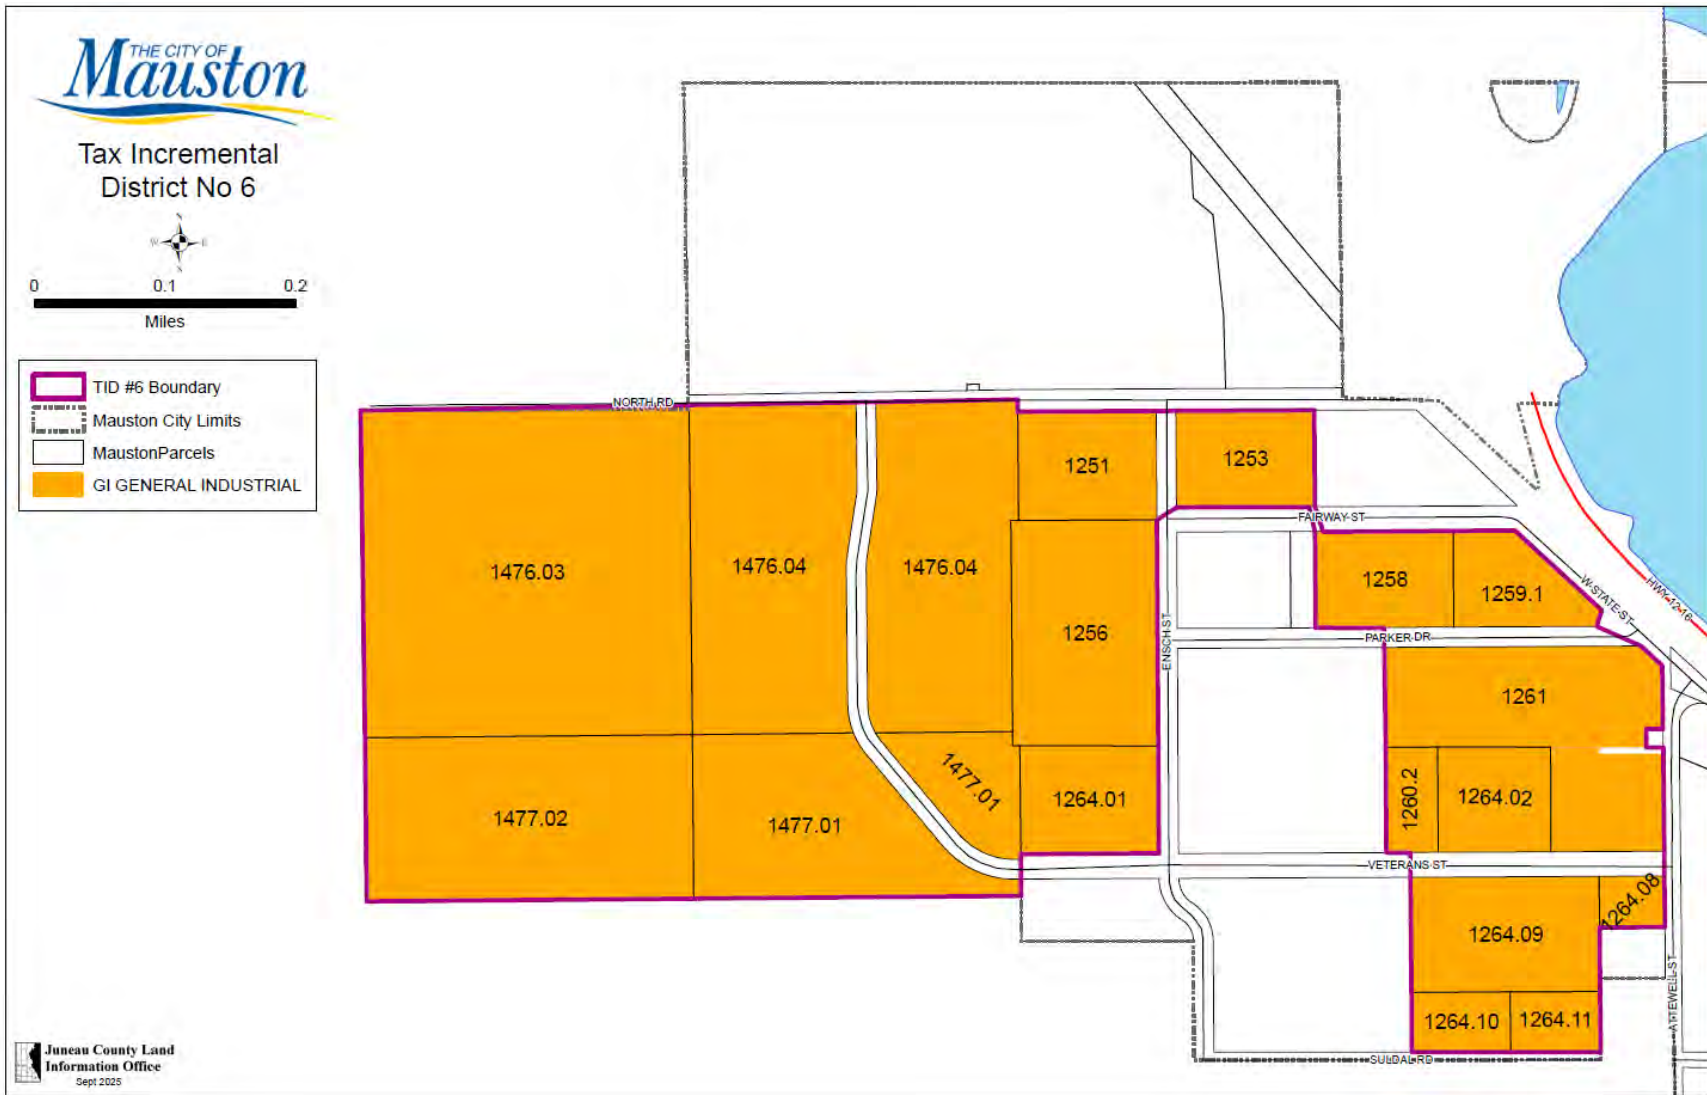 THE CITY OF
Mauston
Tax Incremental
District No 6
N
W E
S
0 0.1 0.2
Miles
TID #6 Boundary
Mauston City Limits
MaustonParcels
GI GENERAL INDUSTRIAL
NORTH RD
1251
1253
FAIRWAY ST
1476.03
1476.04
1476.04
1256
1258
1259.1
W STATE ST
HWY 12-16
ENSCH ST
PARKER DR
1261
1477.02
1477.01
1477.01
1264.01
1260.2
1264.02
VETERANS ST
1264.08
1264.09
1264.10
1264.11
ATTEWELL ST
SULDAL RD
Juneau County Land
Information Office
Sept 2025